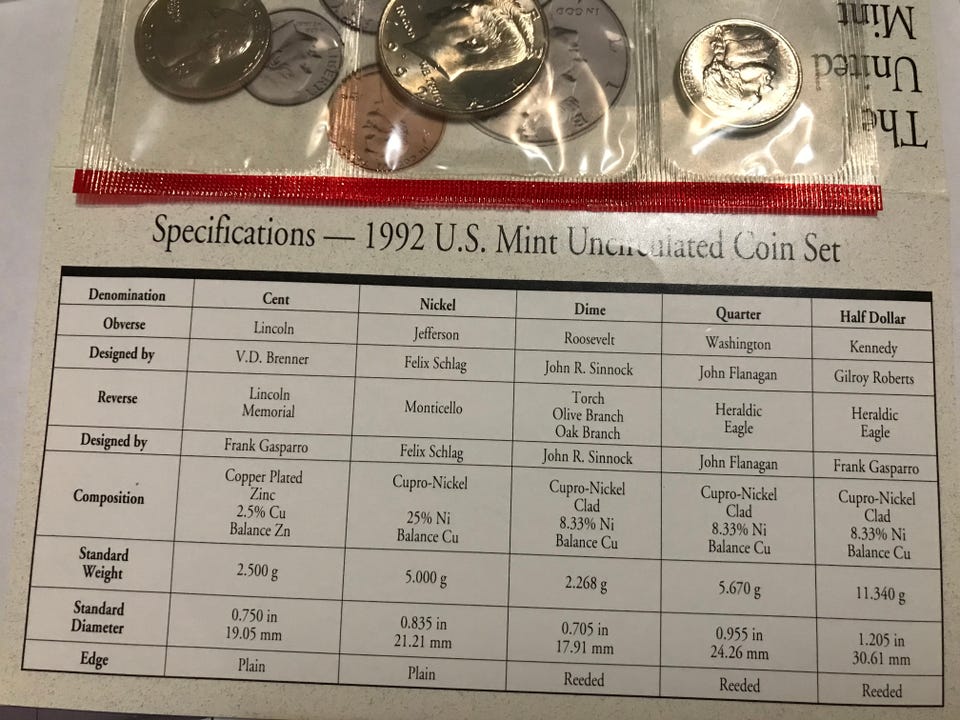 The
United
Mint
Specifications — 1992 U.S. Mint Uncirculated Coin Set
Denomination Cent Nickel Dime Quarter Half Dollar
Obverse Lincoln Jefferson Roosevelt Washington Kennedy
Designed by V.D. Brenner Felix Schlag John R. Sinnock John Flanagan Gilroy Roberts
Reverse Lincoln Memorial Monticello Torch Olive Branch Oak Branch Heraldic Eagle Heraldic Eagle
Designed by Frank Gasparro Felix Schlag John R. Sinnock John Flanagan Frank Gasparro
Composition Copper Plated Zinc 2.5% Cu Balance Zn Cupro-Nickel 25% Ni Balance Cu Cupro-Nickel Clad 8.33% Ni Balance Cu Cupro-Nickel Clad 8.33% Ni Balance Cu Cupro-Nickel Clad 8.33% Ni Balance Cu
Standard Weight 2.500 g 5.000 g 2.268 g 5.670 g 11.340 g
Standard Diameter 0.750 in 19.05 mm 0.835 in 21.21 mm 0.705 in 17.91 mm 0.955 in 24.26 mm 1.205 in 30.61 mm
Edge Plain Plain Reeded Reeded Reeded